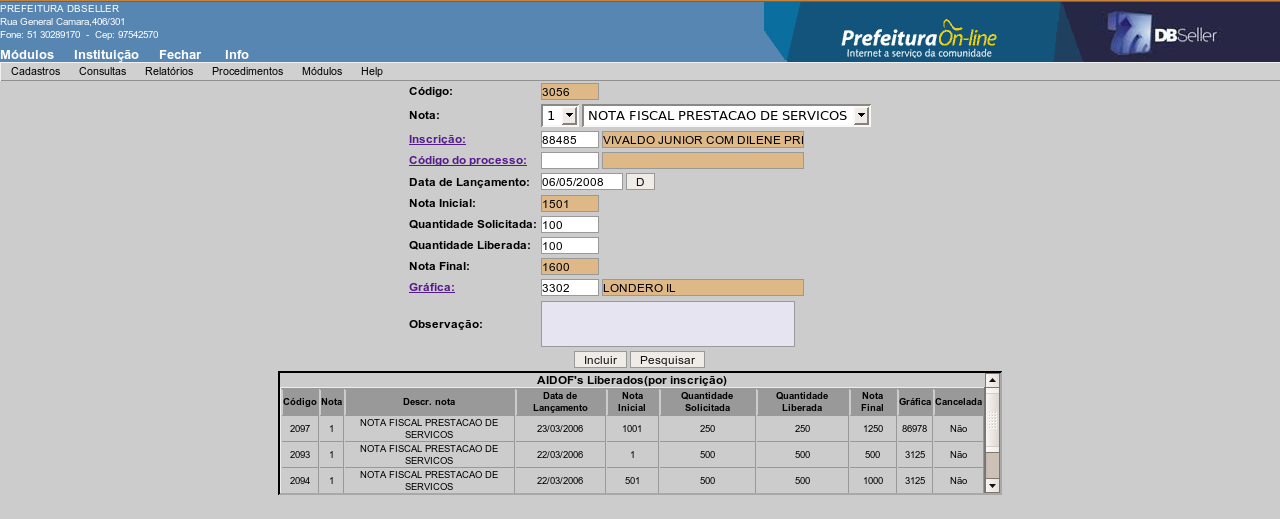 PREFEITURA DBSELLER
Rua General Camara,406/301
Fone: 51 30289170 - Cep: 97542570
Módulos Instituição Fechar Info
Prefeitura On-line
Internet a serviço da comunidade
DBSeller
Cadastros Consultas Relatórios Procedimentos Módulos Help
Código: 3056
Nota: 1 NOTA FISCAL PRESTACAO DE SERVICOS
Inscrição: 88485 VIVALDO JUNIOR COM DILENE PRI
Código do processo:
Data de Lançamento: 06/05/2008 D
Nota Inicial: 1501
Quantidade Solicitada: 100
Quantidade Liberada: 100
Nota Final: 1600
Gráfica: 3302 LONDERO IL
Observação:
Incluir Pesquisar
AIDOF's Liberados(por inscrição)
Código Nota Descr. nota Data de Lançamento Nota Inicial Quantidade Solicitada Quantidade Liberada Nota Final Gráfica Cancelada
2097 1 NOTA FISCAL PRESTACAO DE SERVICOS 23/03/2006 1001 250 250 1250 86978 Não
2093 1 NOTA FISCAL PRESTACAO DE SERVICOS 22/03/2006 1 500 500 500 3125 Não
2094 1 NOTA FISCAL PRESTACAO DE SERVICOS 22/03/2006 501 500 500 1000 3125 Não